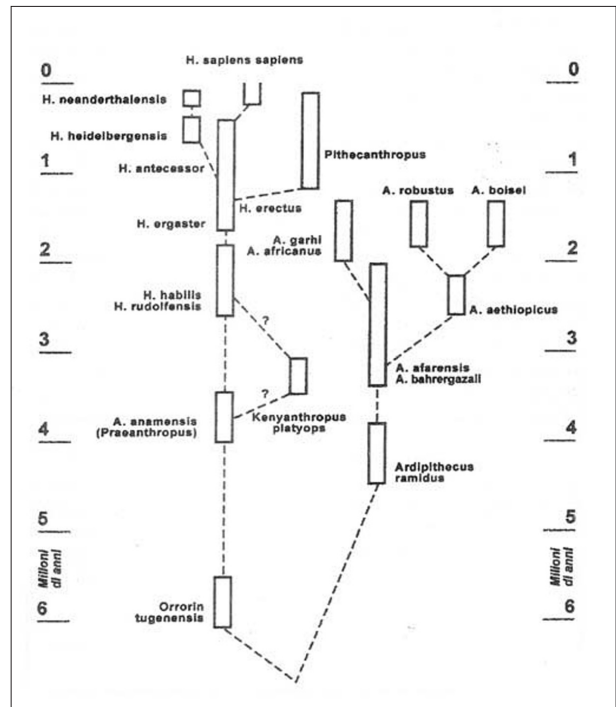 H. sapiens sapiens
0
0
H. neanderthalensis
H. heidelbergensis
Pithecanthropus
1
1
H. antecessor
A. robustus
A. boisei
H. erectus
H. ergaster
A. garhi
A. africanus
2
2
H. habilis
H. rudolfensis
A. aethiopicus
?
3
3
A. afarensis
A. bahrergazali
?
A. anamensis
(Praeanthropus)
Kenyanthropus
platyops
4
4
Ardipithecus
ramidus
5
5
Milioni
di anni
Milioni
di anni
Orrorin
tugenensis
6
6